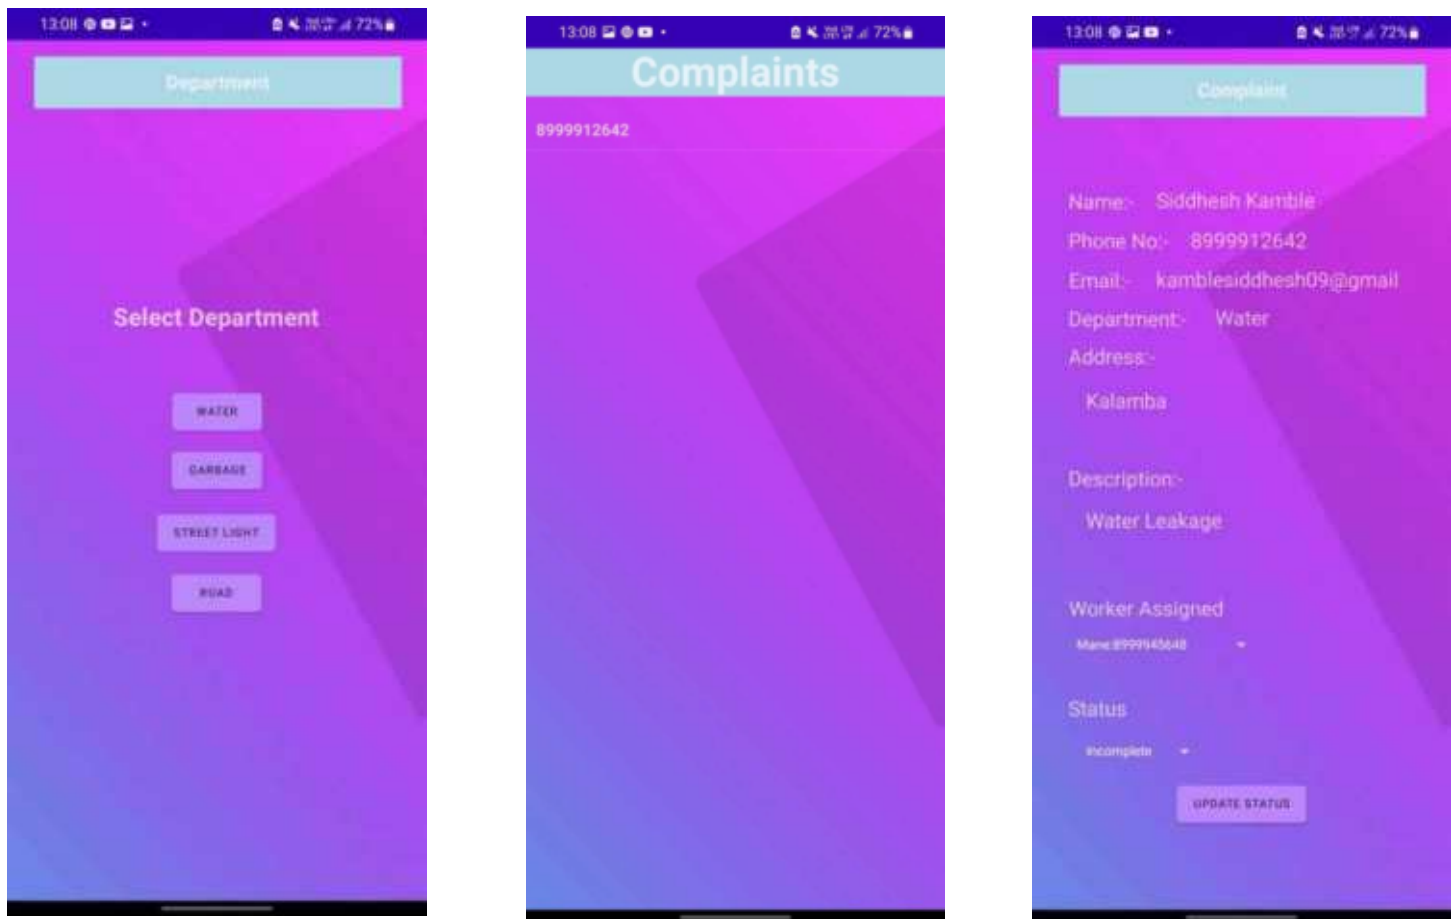 13:08
72%
Department
Select Department
WATER
GARBAGE
STREET LIGHT
ROAD
13:08
72%
Complaints
8999912642
13:08
72%
Complaint
Name:- Siddhesh Kamble
Phone No:- 8999912642
Email:- kamblesiddhesh09@gmail
Department:- Water
Address:-
Kalamba
Description:-
Water Leakage
Worker Assigned
Mane:8999945648
Status
Incomplete
UPDATE STATUS